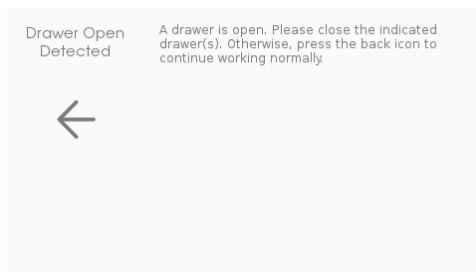 Drawer Open
Detected
A drawer is open. Please close the indicated
drawer(s). Otherwise, press the back icon to
continue working normally.